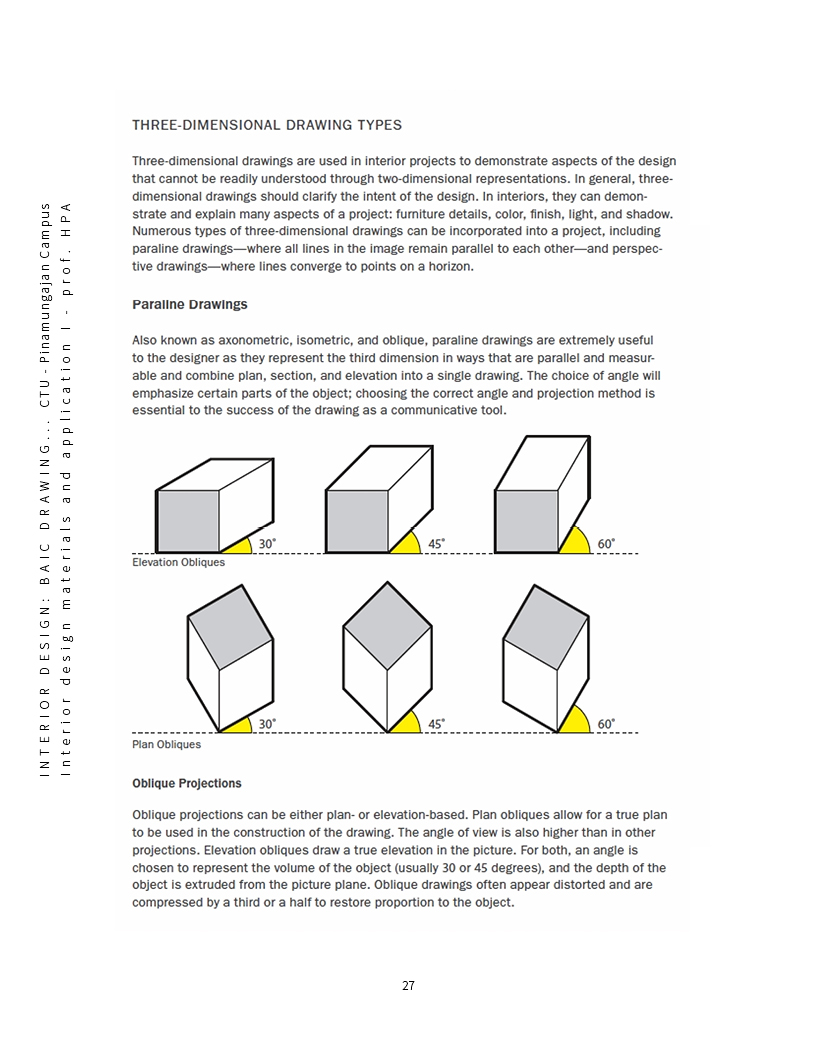 THREE-DIMENSIONAL DRAWING TYPES
Three-dimensional drawings are used in interior projects to demonstrate aspects of the design
that cannot be readily understood through two-dimensional representations. In general, three-
dimensional drawings should clarify the intent of the design. In interiors, they can demon-
strate and explain many aspects of a project: furniture details, color, finish, light, and shadow.
Numerous types of three-dimensional drawings can be incorporated into a project, including
paraline drawings—where all lines in the image remain parallel to each other—and perspec-
tive drawings—where lines converge to points on a horizon.
Paraline Drawings
Also known as axonometric, isometric, and oblique, paraline drawings are extremely useful
to the designer as they represent the third dimension in ways that are parallel and measur-
able and combine plan, section, and elevation into a single drawing. The choice of angle will
emphasize certain parts of the object; choosing the correct angle and projection method is
essential to the success of the drawing as a communicative tool.
30°
45°
60°
Elevation Obliques
30°
45°
60°
Plan Obliques
Oblique Projections
Oblique projections can be either plan- or elevation-based. Plan obliques allow for a true plan
to be used in the construction of the drawing. The angle of view is also higher than in other
projections. Elevation obliques draw a true elevation in the picture. For both, an angle is
chosen to represent the volume of the object (usually 30 or 45 degrees), and the depth of the
object is extruded from the picture plane. Oblique drawings often appear distorted and are
compressed by a third or a half to restore proportion to the object.
INTERIOR DESIGN: BAIC DRAWING... CTU - Pinamungajan Campus
Interior design materials and application I - prof. HPA
27